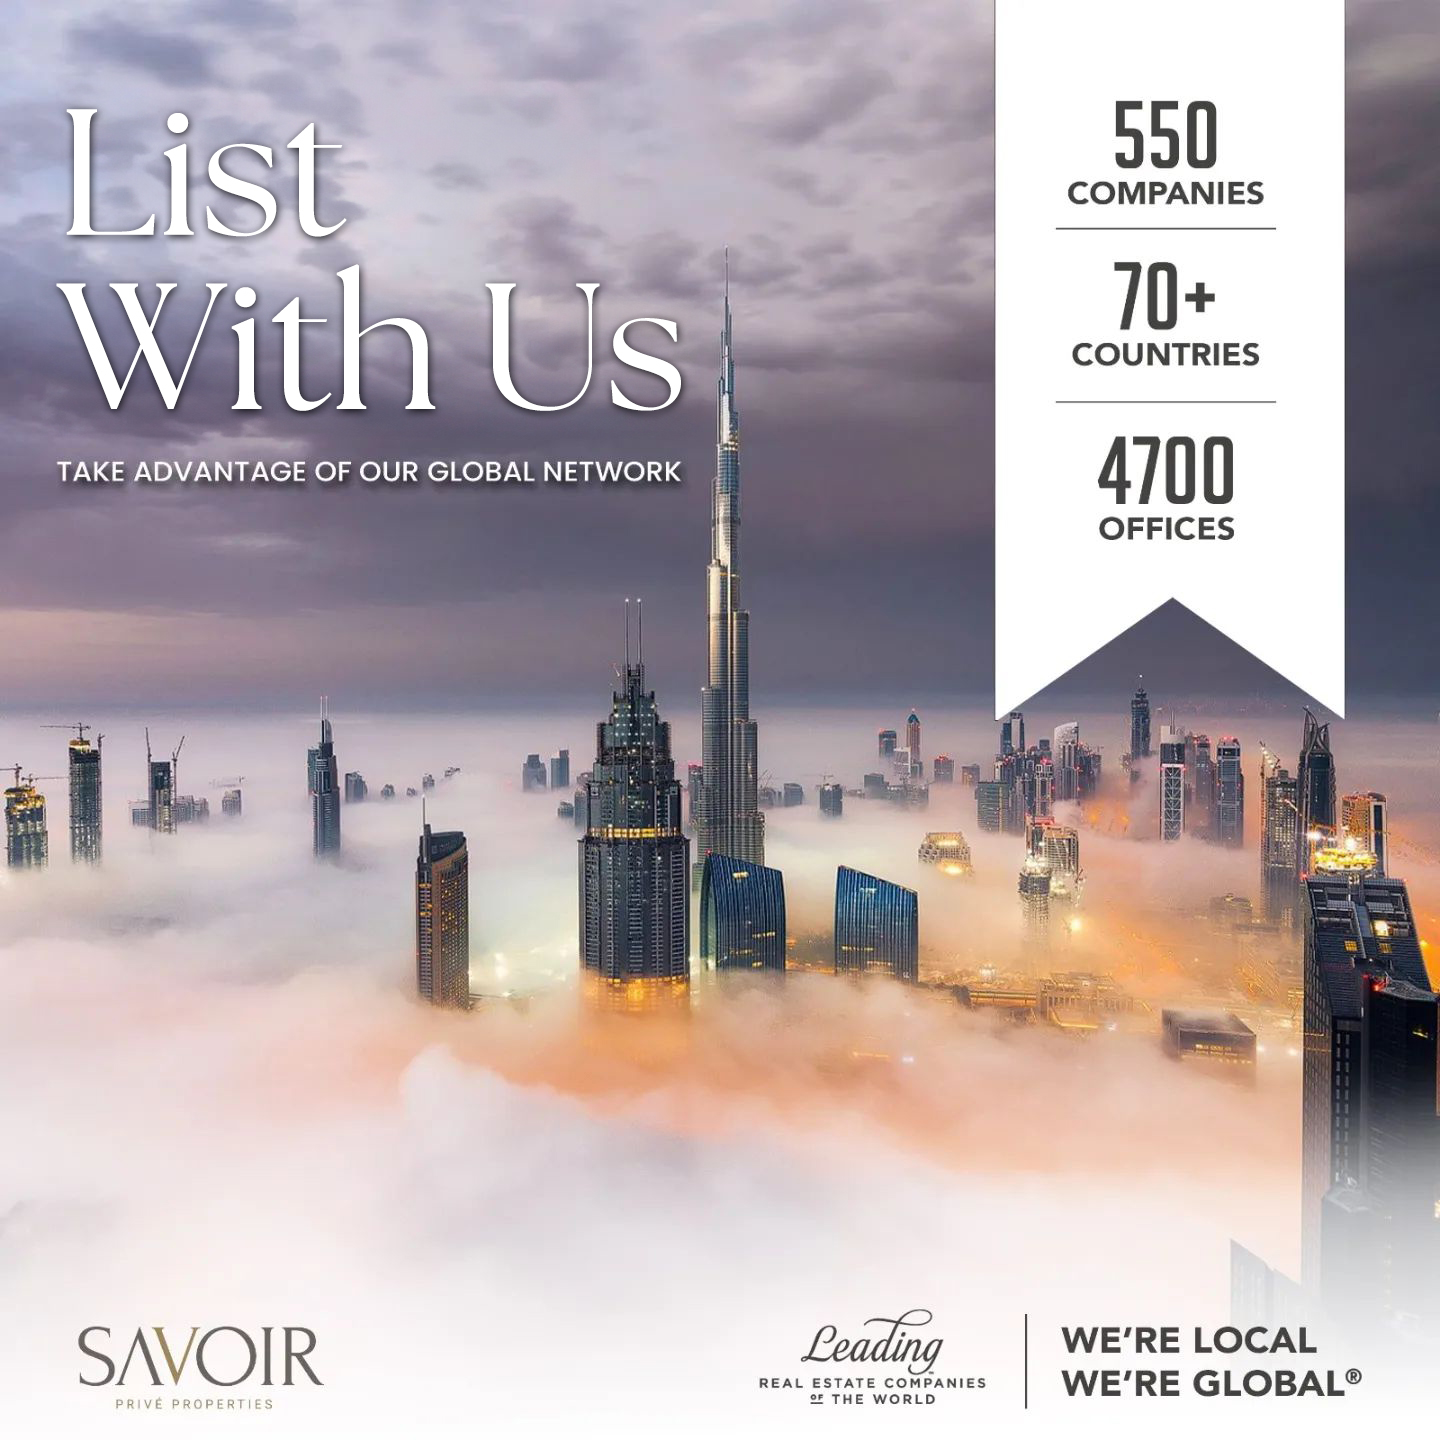 List
With Us
TAKE ADVANTAGE OF OUR GLOBAL NETWORK
550
COMPANIES
70+
COUNTRIES
4700
OFFICES
SAVOIR
PRIVÉ PROPERTIES
Leading
REAL ESTATE COMPANIES
OF THE WORLD
WE'RE LOCAL
WE'RE GLOBAL®